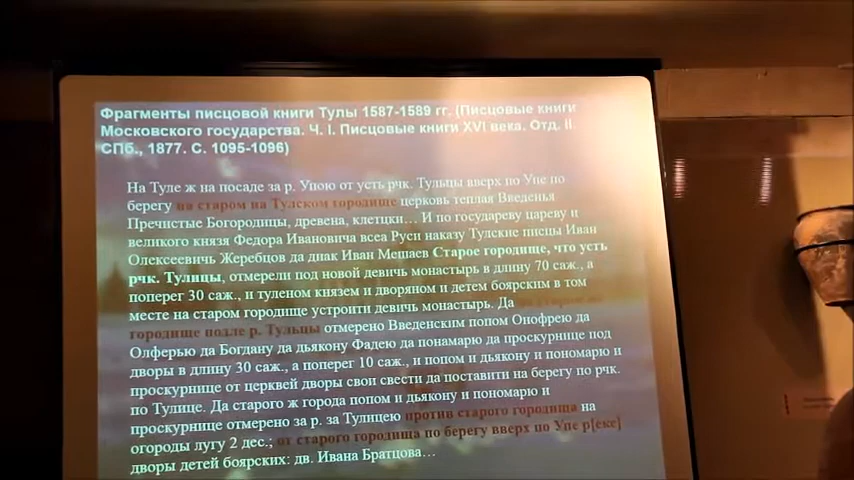 Фрагменты писцовой книги Тулы 1587-1589 гг. (Писцовые книги
Московского государства. Ч. I. Писцовые книги XVI века. Отд. II.
СПб., 1877. С. 1095-1096)
На Туле ж на посаде за р. Упою от усть рчк. Тульцы вверх по Упе по
берегу на старом на Тулском городище церковь теплая Введенья
Пречистые Богородицы, древена, клетцки… И по государеву цареву и
великого князя Федора Ивановича всеа Руси наказу Тулские писцы Иван
Олексеевичь Жеребцов да диак Иван Мешаев Старое городище, что усть
рчк. Тулицы, отмерели под новой девичь монастырь в длину 70 саж., а
поперег 30 саж., и туленом князем и дворяном и детем боярским в том
месте на старом городище устроити девичь монастырь. Да
городище подле р. Тульцы отмерено Введенским попом Онофрею да
Олферью да Богдану да дьякону Фадею да понамарю да проскурнице под
дворы в длину 30 саж., а поперег 10 саж., и попом и дьякону и пономарю и
проскурнице от церквей дворы свои свести да поставити на берегу по рчк.
по Тулице. Да старого ж города попом и дьякону и пономарю и
проскурнице отмерено за р. за Тулицею против старого городища на
огороды лугу 2 дес.; от старого городища по берегу вверх по Упе р[еке]
дворы детей боярских: дв. Ивана Братцова…